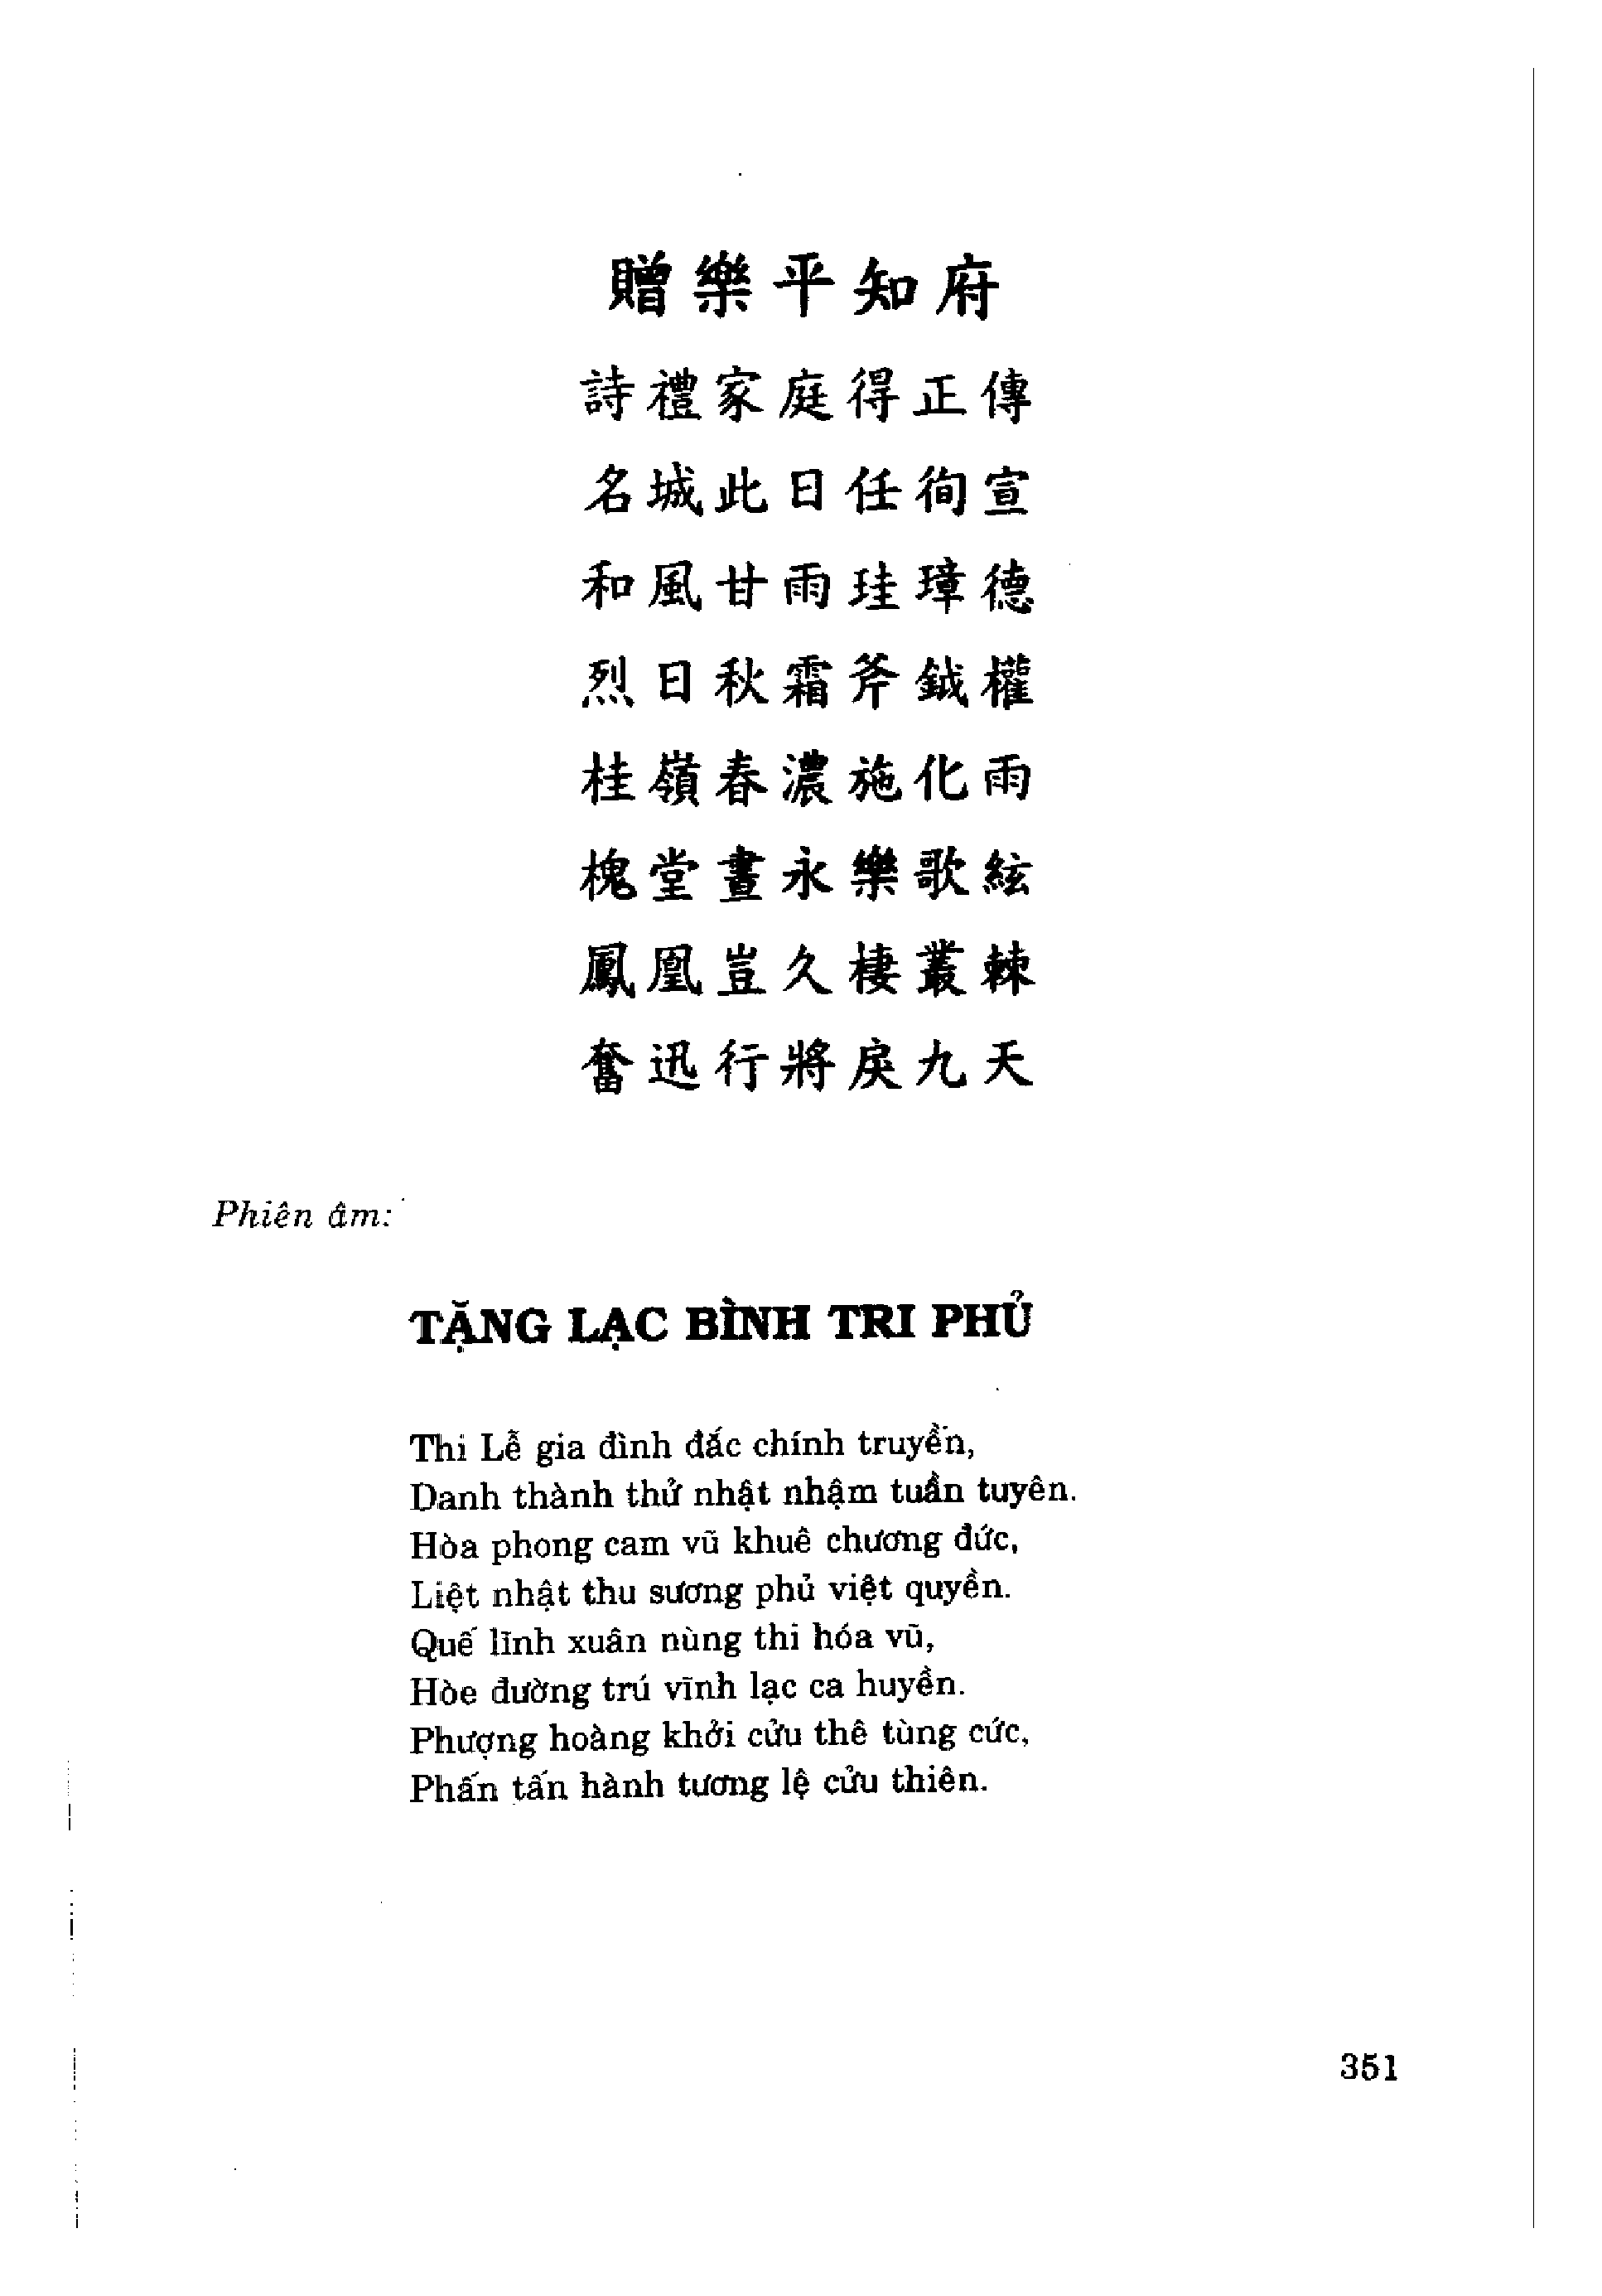 贈樂平知府
詩禮家庭得正傳
名城此日任徇宣
和風甘雨珪璋德
烈日秋霜斧鉞權
桂嶺春濃施化雨
槐堂晝永樂歌絃
鳳凰豈久棲叢棘
奮迅行將戾九天
Phiên âm:
TẶNG LẠC BÌNH TRI PHỦ
Thi Lễ gia đình đắc chính truyền,
Danh thành thử nhật nhậm tuần tuyên.
Hòa phong cam vũ khuê chương đức,
Liệt nhật thu sương phủ việt quyền.
Quế lĩnh xuân nùng thi hóa vũ,
Hòe đường trú vĩnh lạc ca huyền.
Phượng hoàng khởi cửu thê tùng cức,
Phấn tấn hành tương lệ cửu thiên.
351